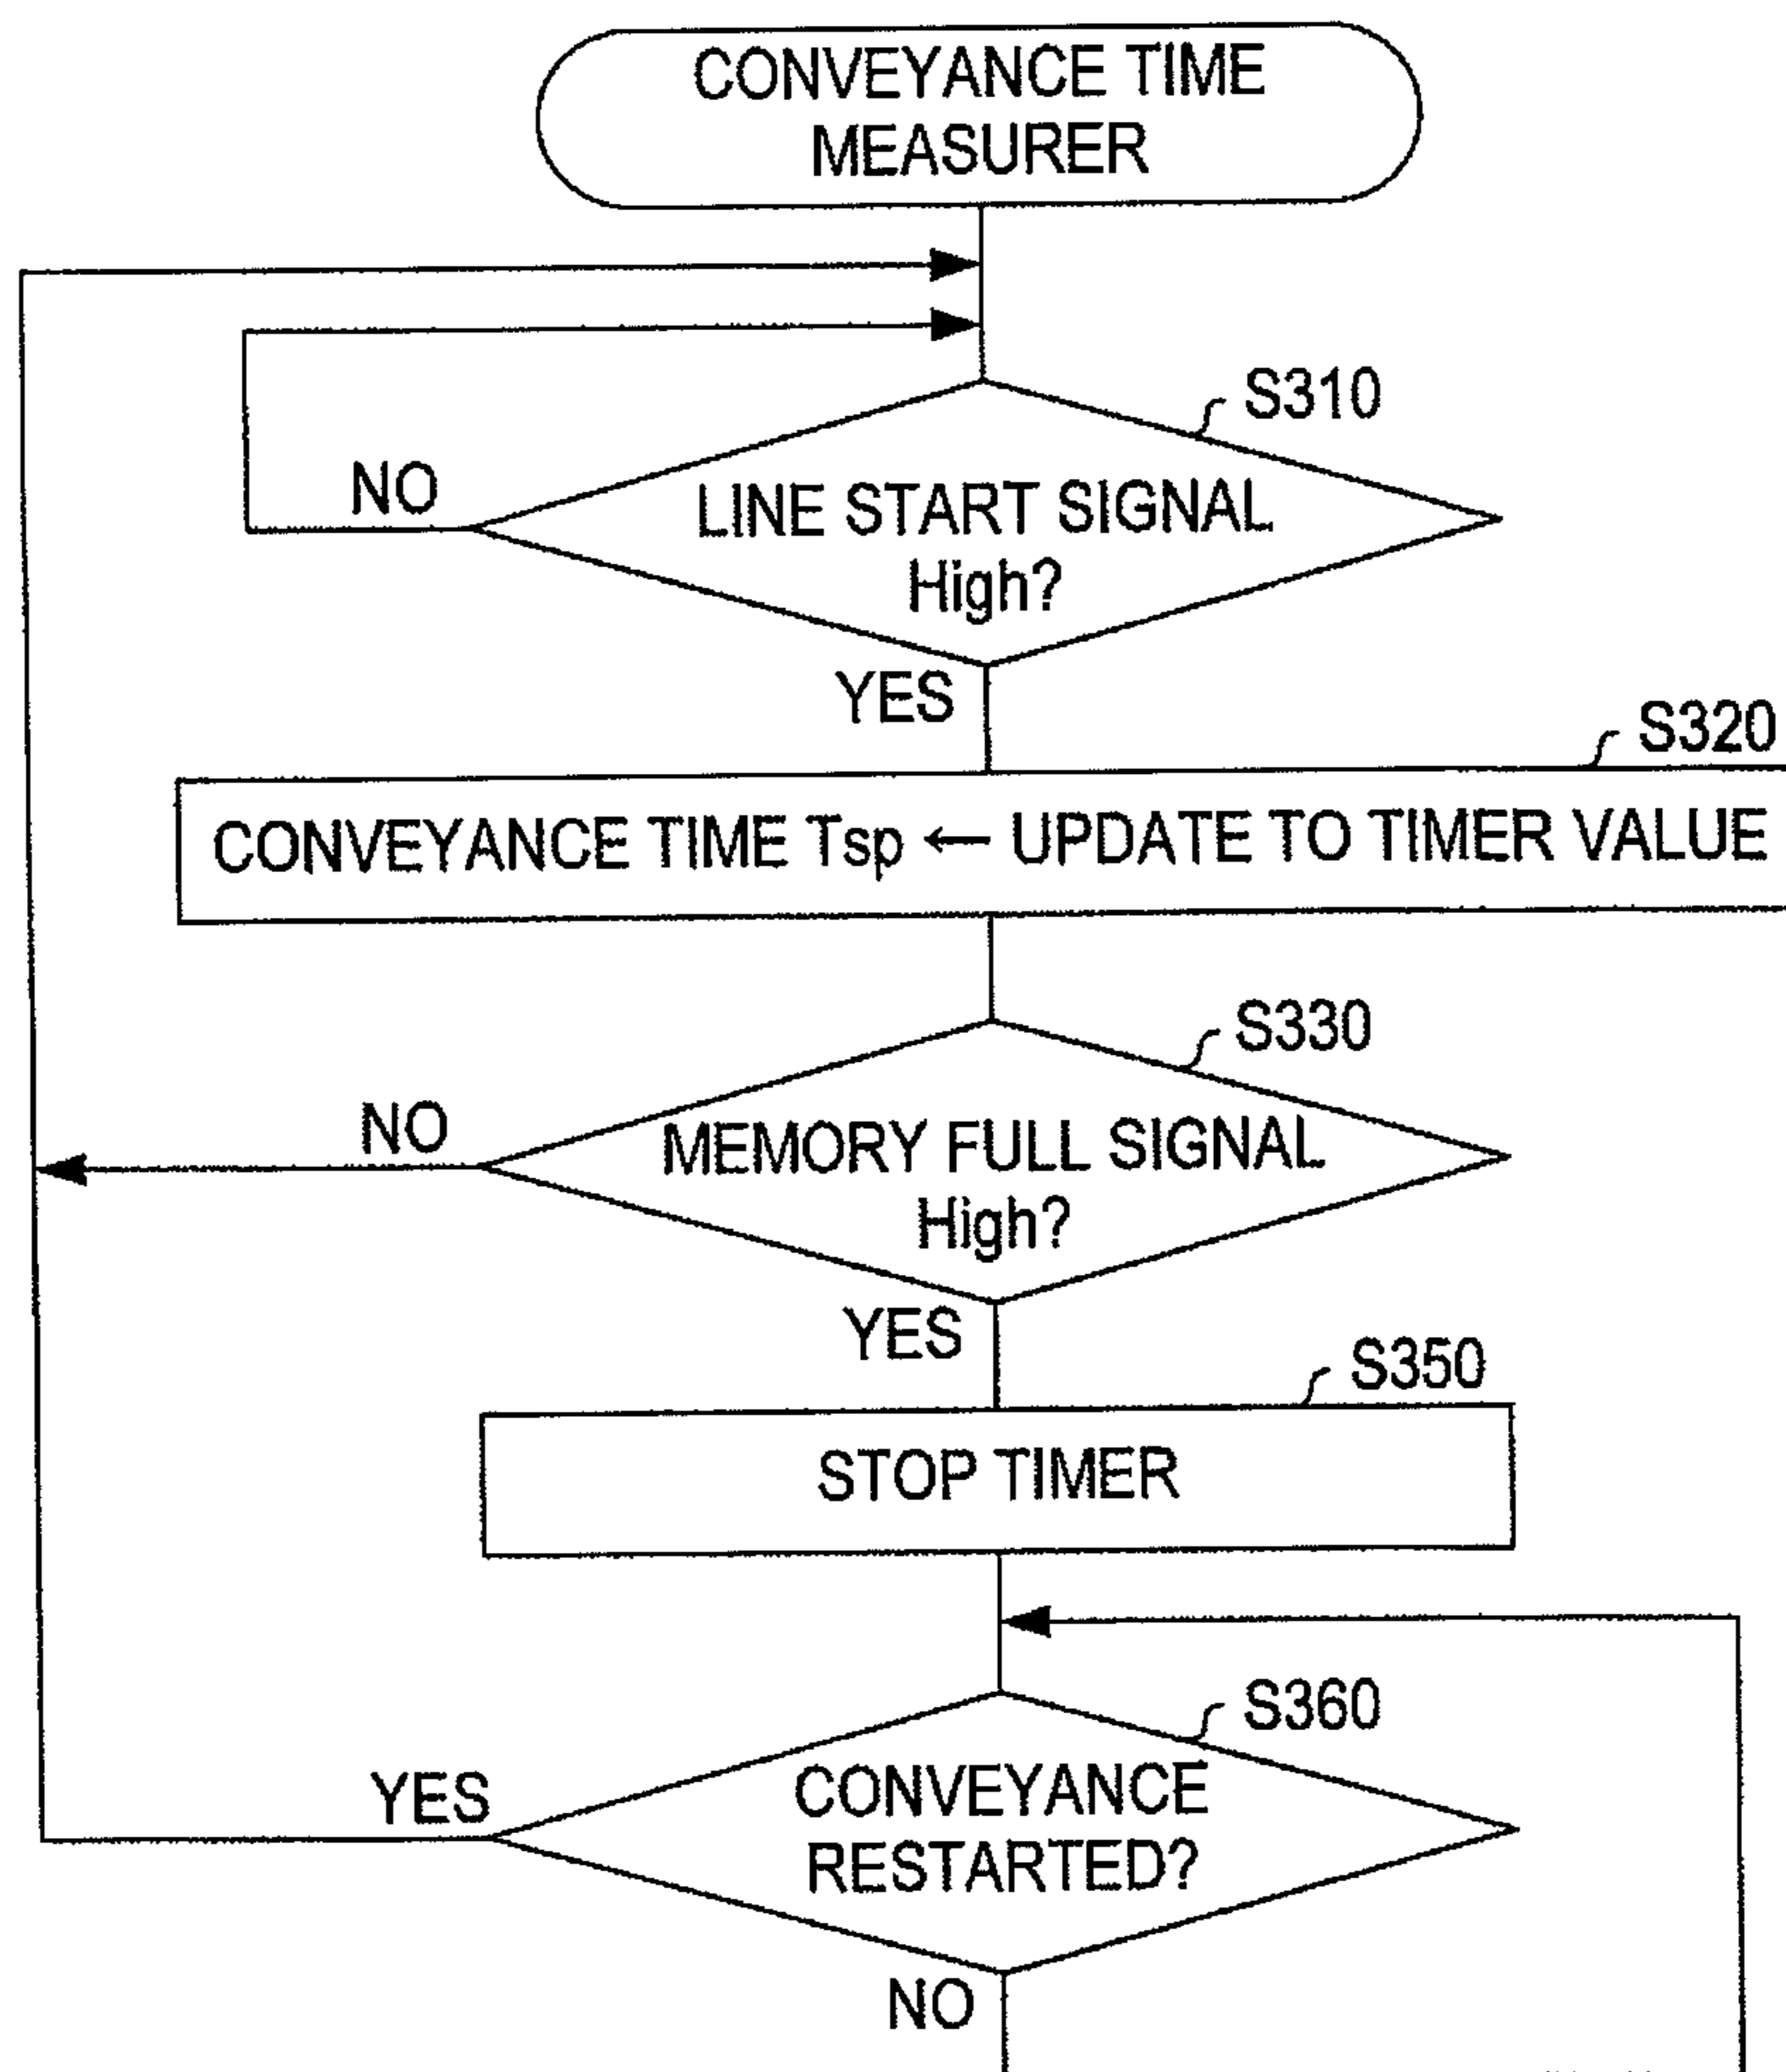 CONVEYANCE TIME
MEASURER
S310
NO
LINE START SIGNAL
High?
YES
S320
CONVEYANCE TIME Tsp ← UPDATE TO TIMER VALUE
S330
NO
MEMORY FULL SIGNAL
High?
YES
S350
STOP TIMER
S360
YES
CONVEYANCE
RESTARTED?
NO